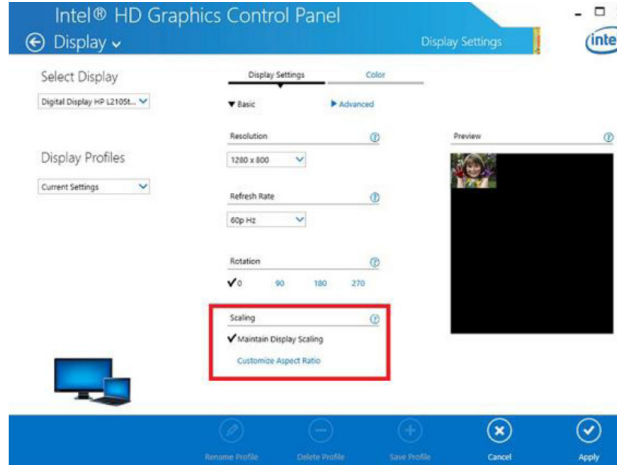 Intel® HD Graphics Control Panel
Display
Display Settings
Select Display
Digital Display HP L2105t...
Display Profiles
Current Settings
Display Settings
Color
Basic
Advanced
Resolution
1280 x 800
Refresh Rate
60p Hz
Rotation
0 90 180 270
Scaling
Maintain Display Scaling
Customize Aspect Ratio
Preview
Rename Profile
Delete Profile
Save Profile
Cancel
Apply